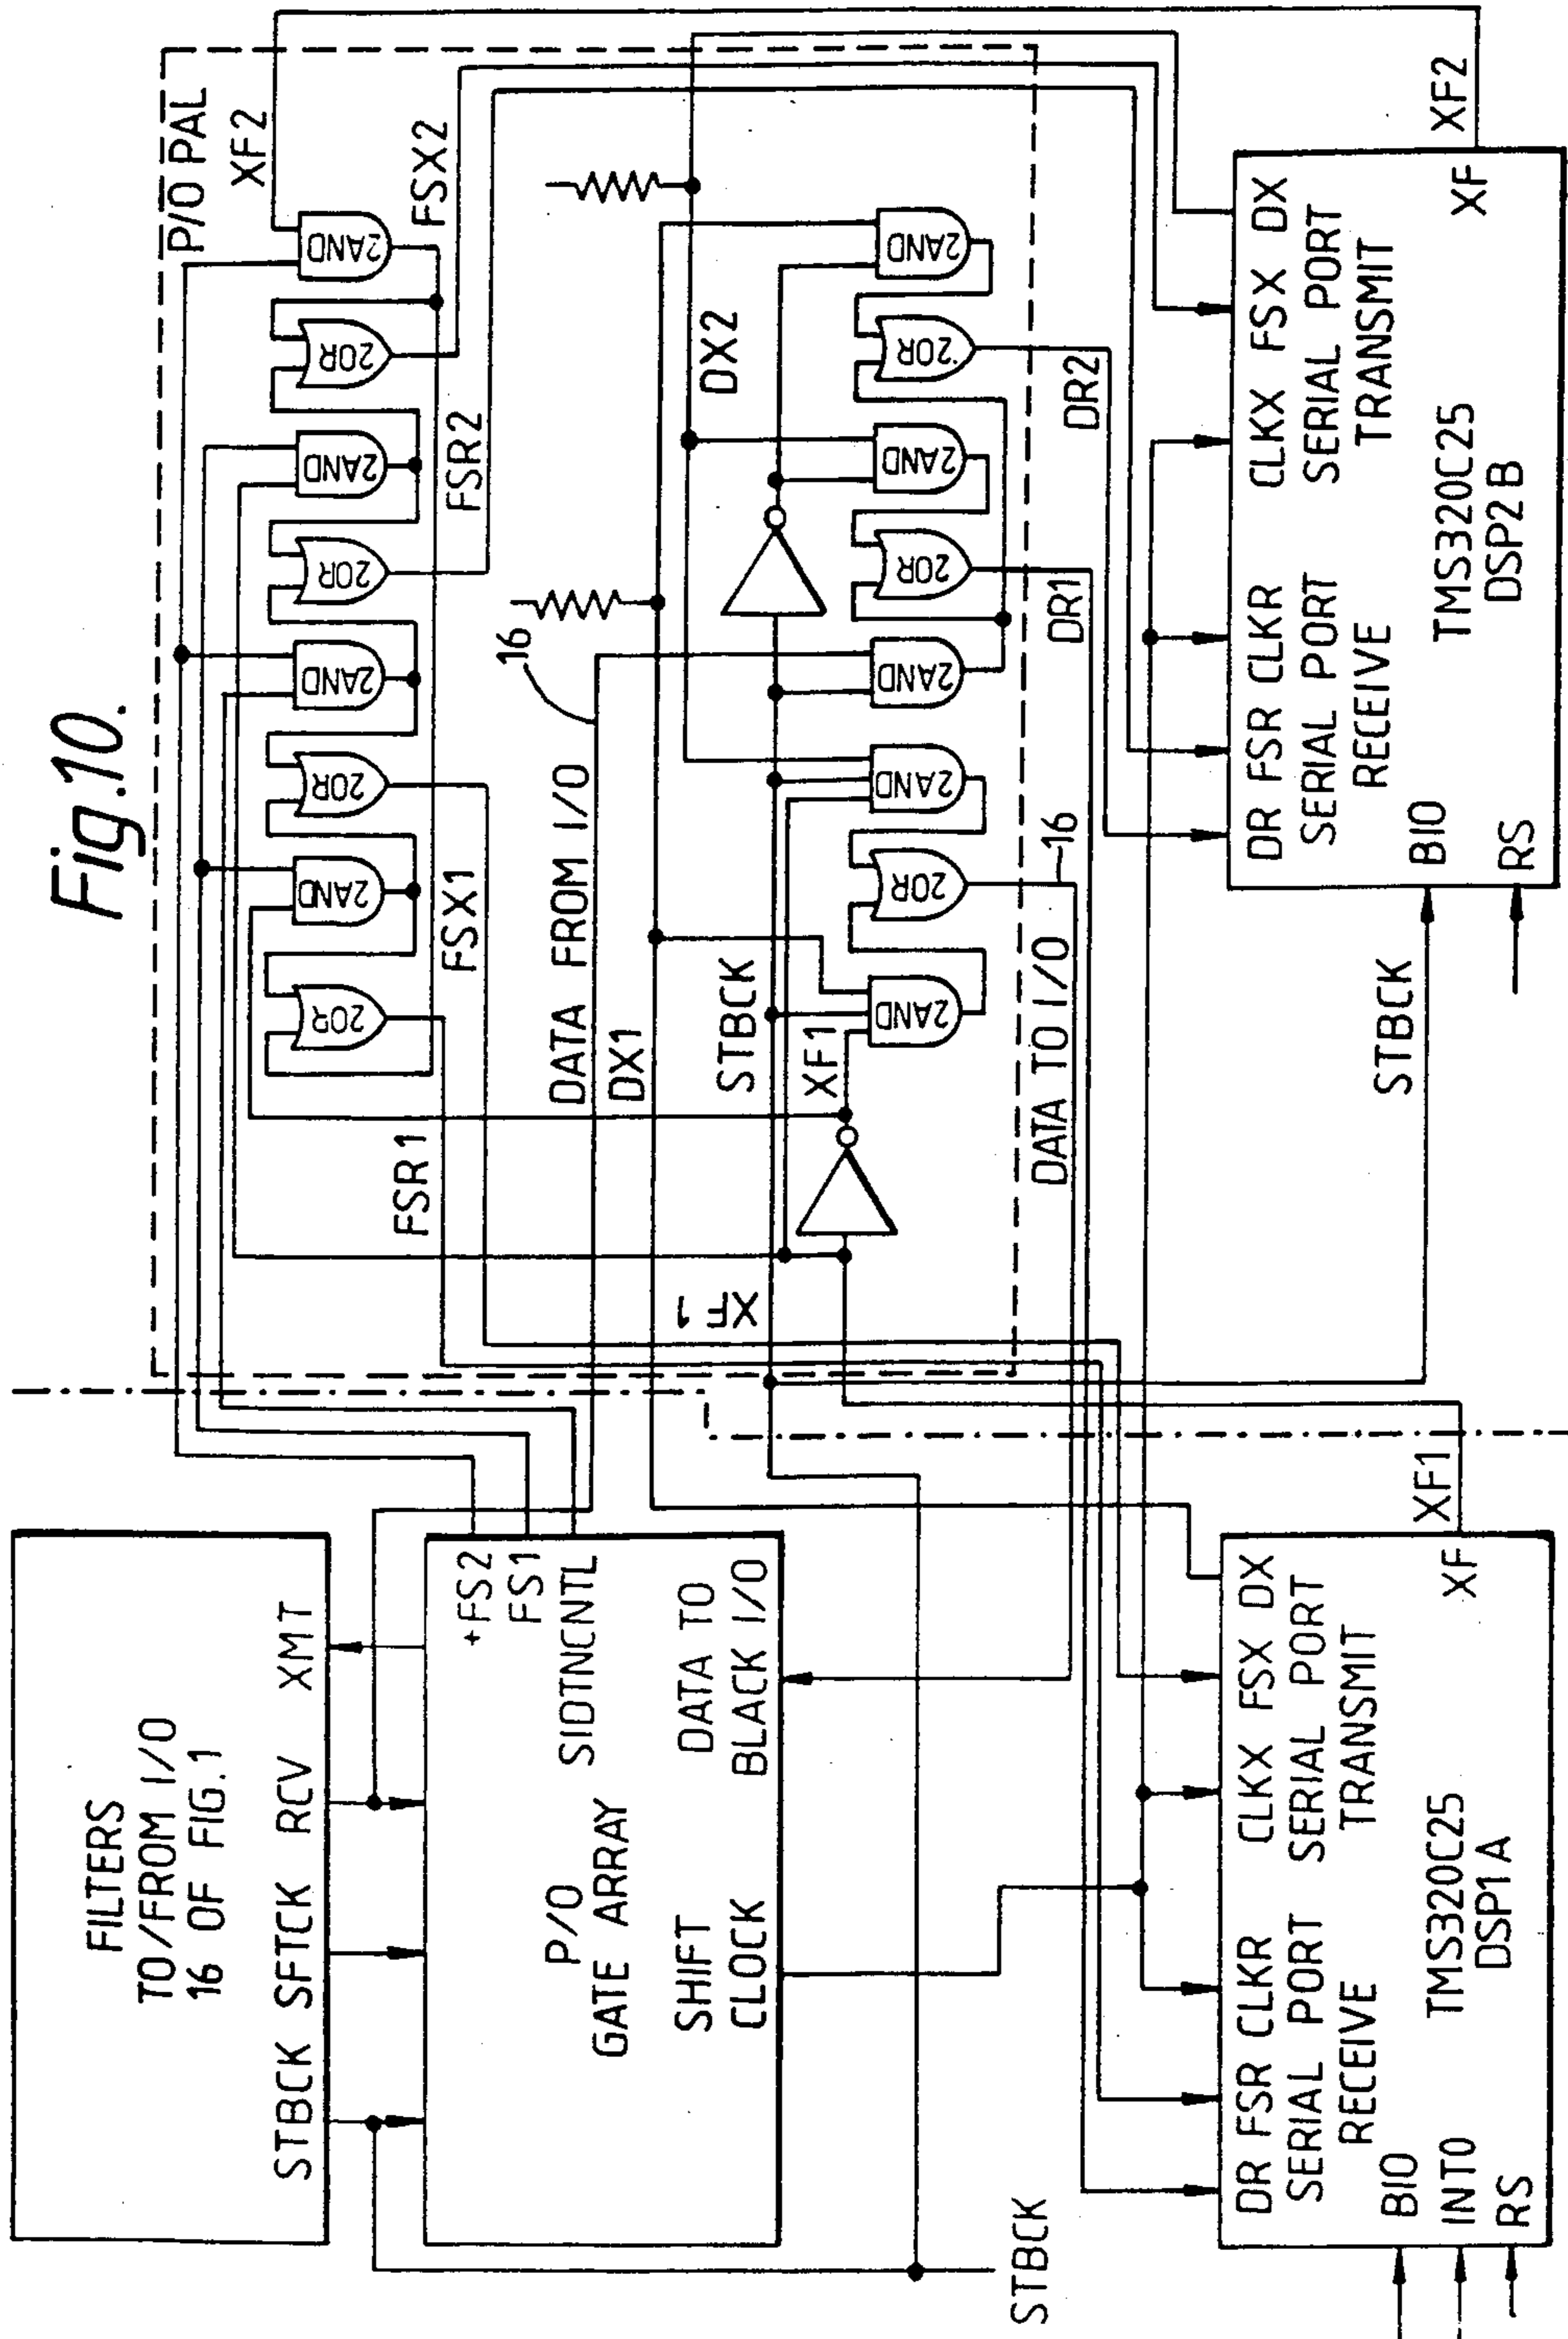 Fig.10.
FILTERS
TO/FROM I/O
16 OF FIG.1
STBCK SFTCK RCV XMT
P/O
GATE ARRAY
SHIFT
CLOCK
+FS2
FS1
SIDTNCNTL
DATA TO
BLACK I/O
STBCK
P/O PAL
XF2
FSX2
FSR2
FSX1
FSR1
2OR
2AND
2OR
2AND
2OR
2AND
2OR
2AND
16
DATA FROM I/O
DX1
DX2
STBCK
XF1
XF1
2AND
2OR
2AND
2AND
2OR
2AND
2OR
2AND
DATA TO I/O
16
DR1
DR2
DR FSR CLKR CLKX FSX DX
SERIAL PORT SERIAL PORT
RECEIVE TRANSMIT
BIO
INT0
RS
TMS320C25
DSP1A
XF
XF1
STBCK
DR FSR CLKR CLKX FSX DX
SERIAL PORT SERIAL PORT
RECEIVE TRANSMIT
BIO
RS
TMS320C25
DSP2B
XF
XF2